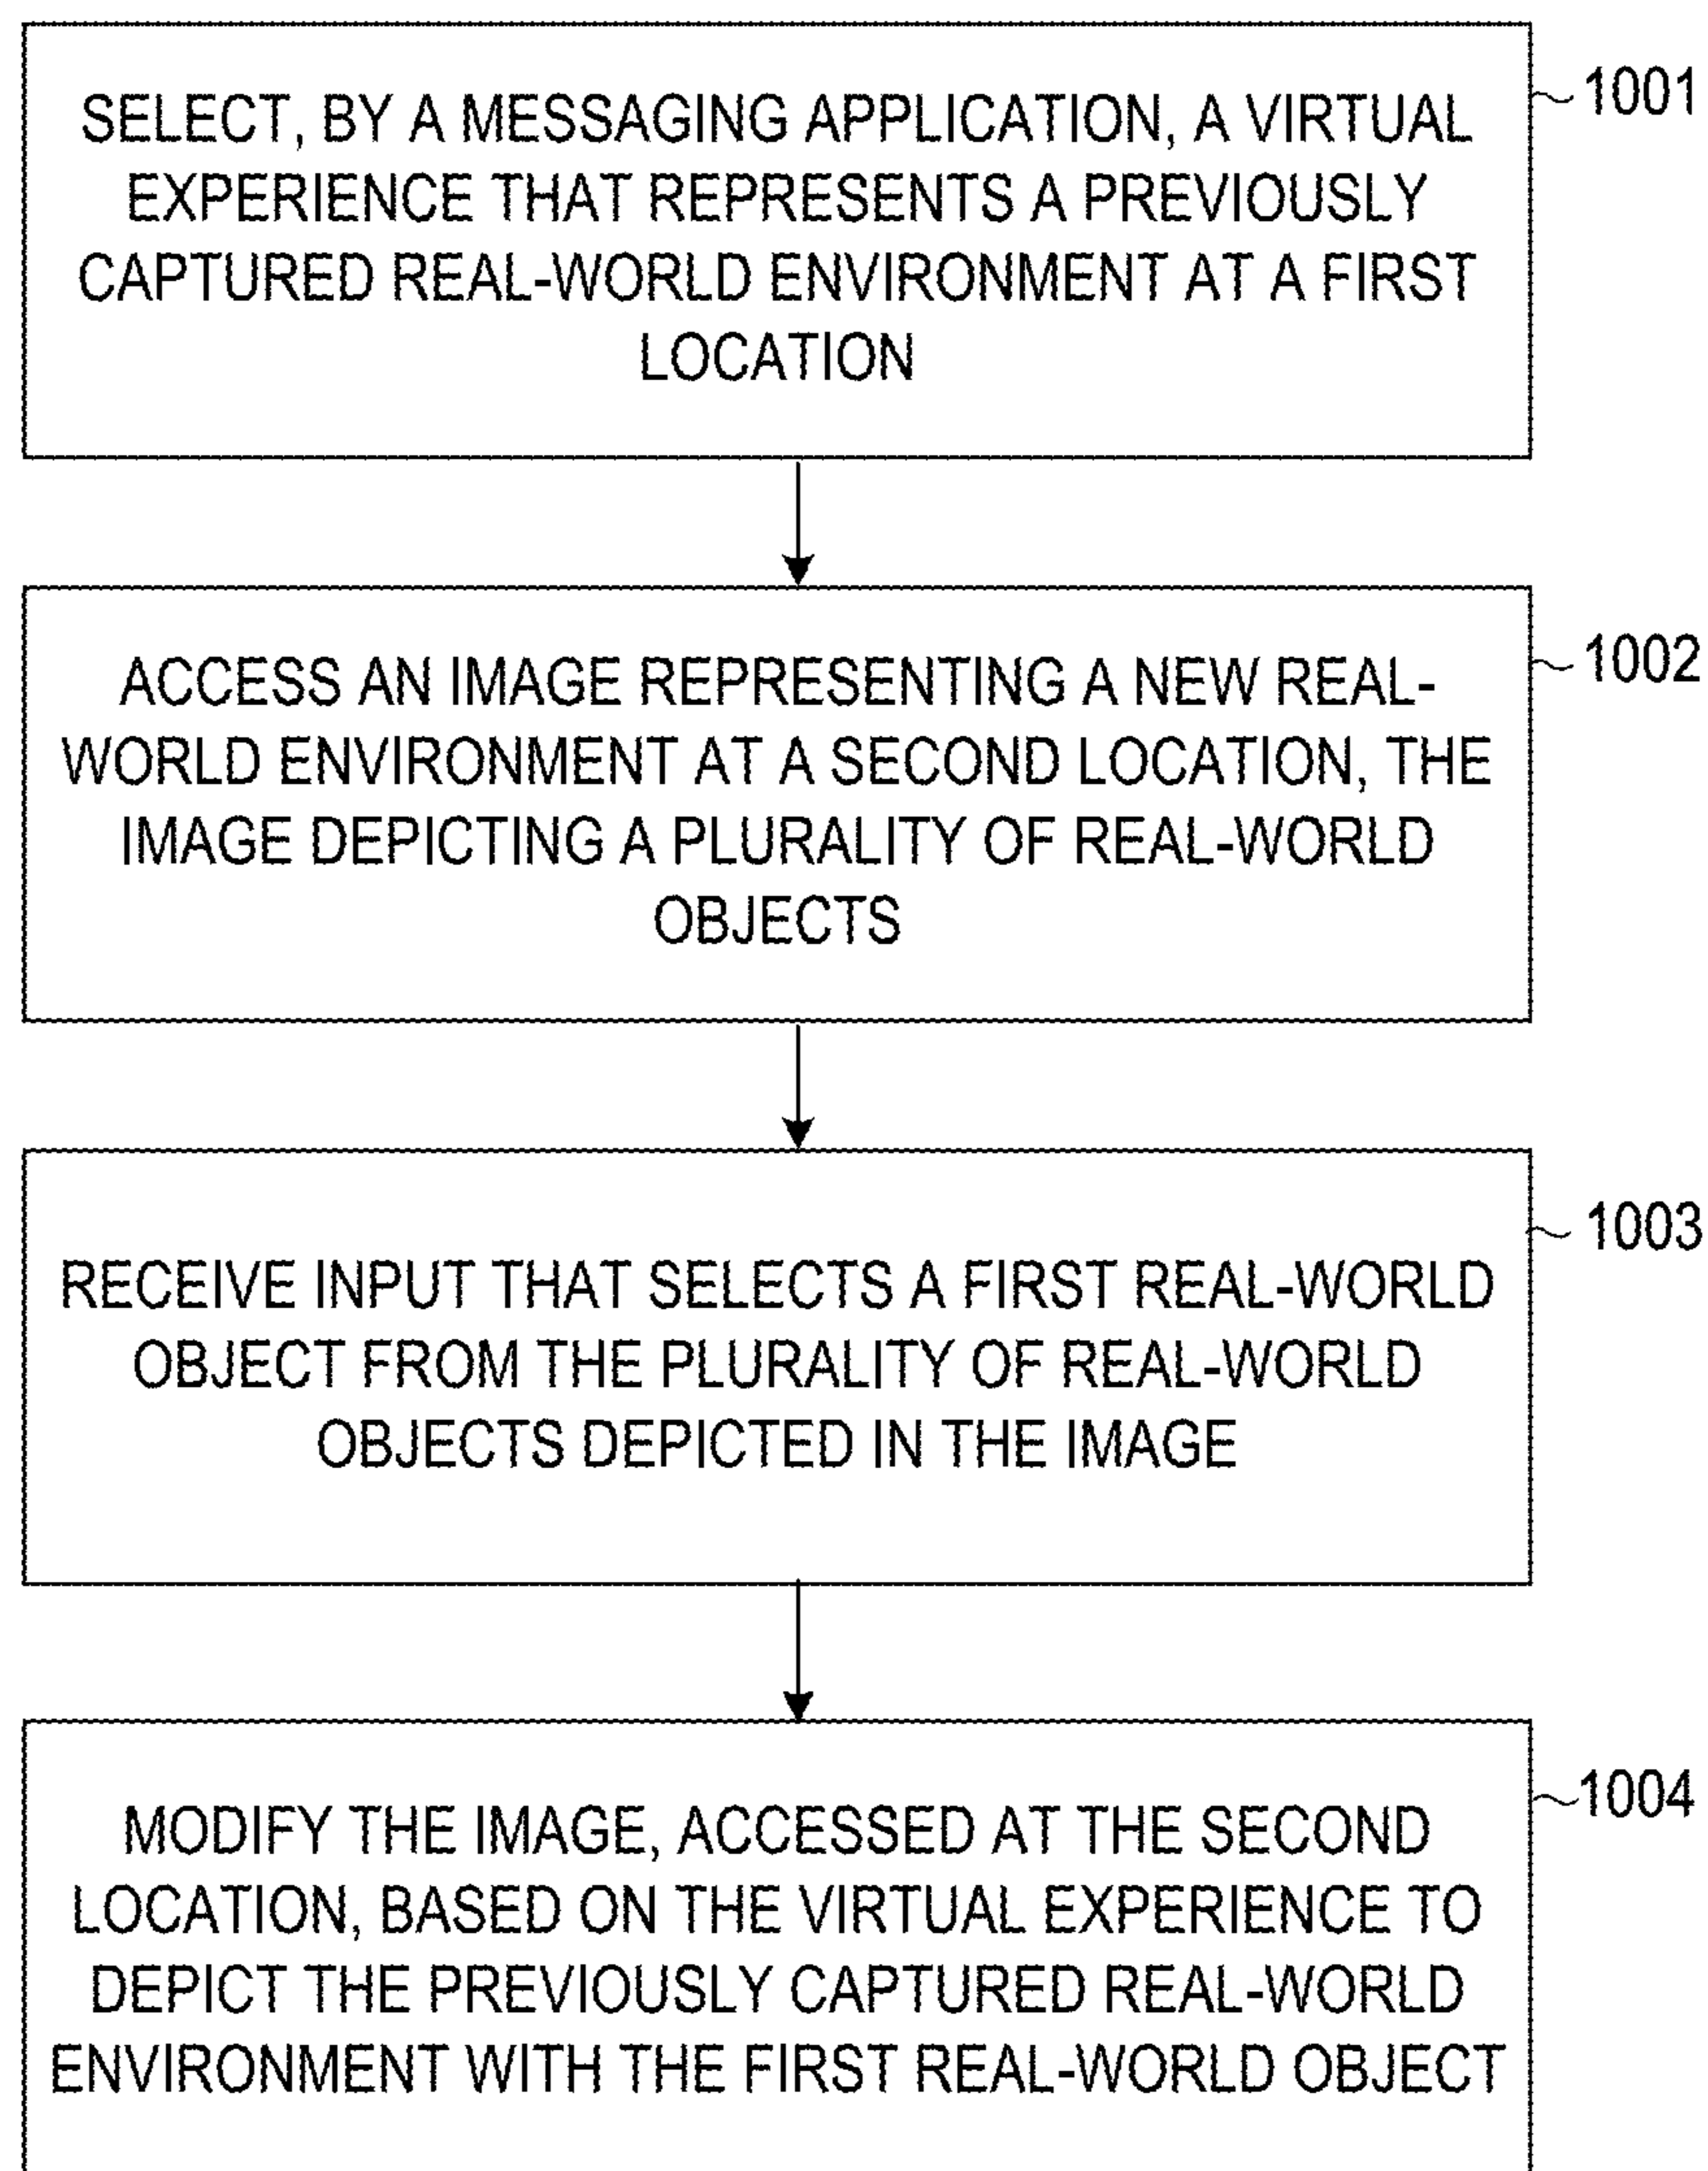 SELECT, BY A MESSAGING APPLICATION, A VIRTUAL
EXPERIENCE THAT REPRESENTS A PREVIOUSLY
CAPTURED REAL-WORLD ENVIRONMENT AT A FIRST
LOCATION
1001
ACCESS AN IMAGE REPRESENTING A NEW REAL-
WORLD ENVIRONMENT AT A SECOND LOCATION, THE
IMAGE DEPICTING A PLURALITY OF REAL-WORLD
OBJECTS
1002
RECEIVE INPUT THAT SELECTS A FIRST REAL-WORLD
OBJECT FROM THE PLURALITY OF REAL-WORLD
OBJECTS DEPICTED IN THE IMAGE
1003
MODIFY THE IMAGE, ACCESSED AT THE SECOND
LOCATION, BASED ON THE VIRTUAL EXPERIENCE TO
DEPICT THE PREVIOUSLY CAPTURED REAL-WORLD
ENVIRONMENT WITH THE FIRST REAL-WORLD OBJECT
1004